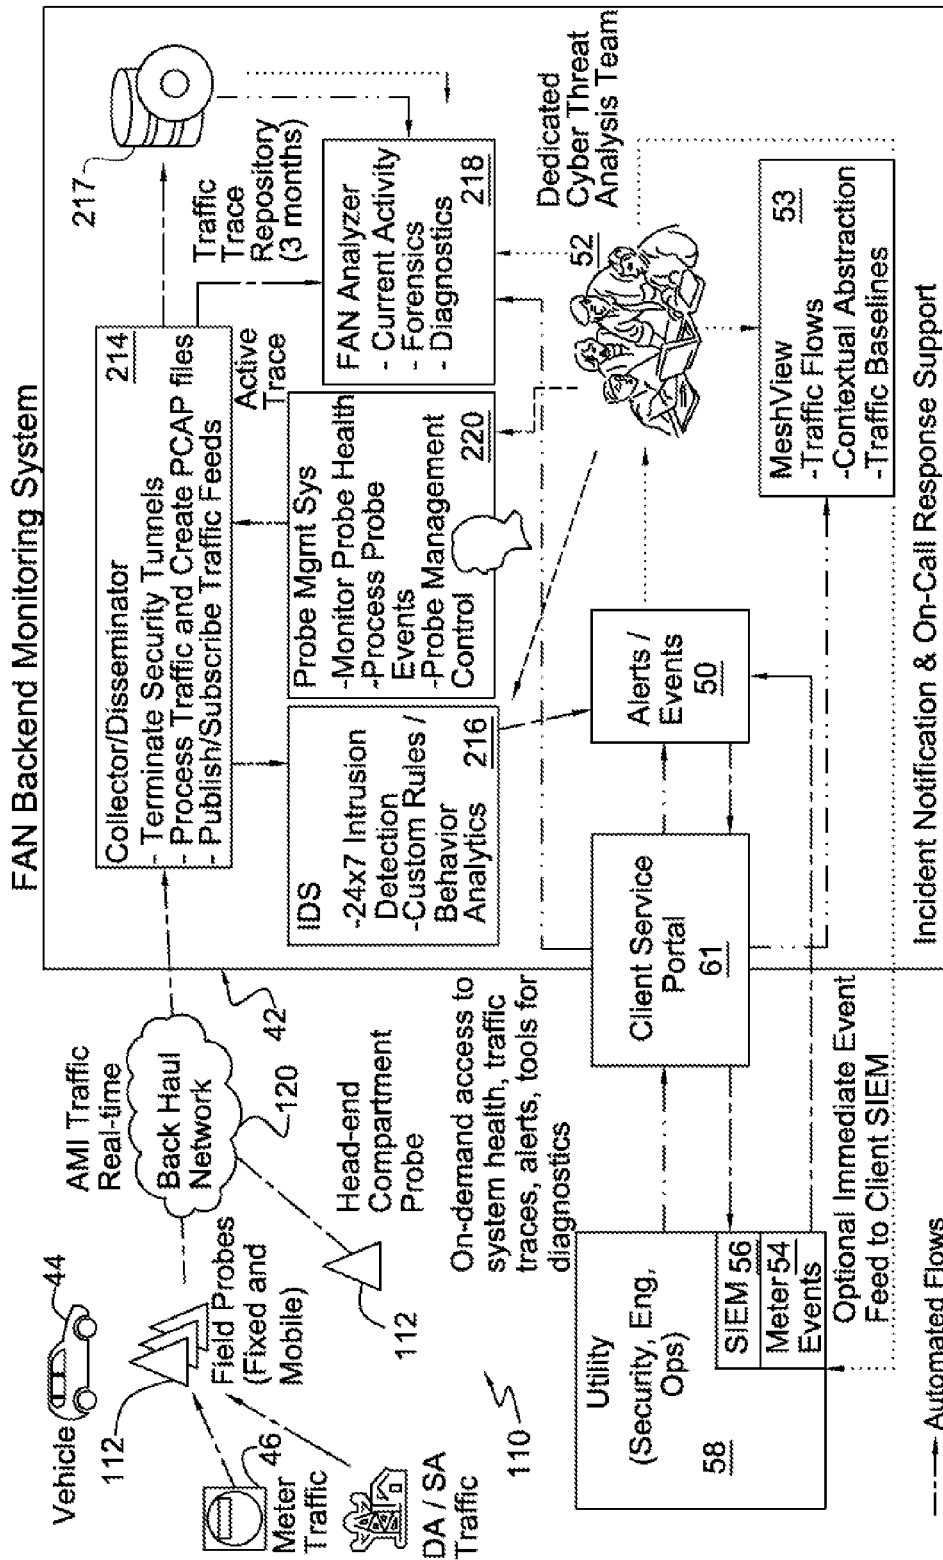 FAN Backend Monitoring System
Vehicle
44
112
Field Probes
(Fixed and
Mobile)
46
Meter
Traffic
DA / SA
Traffic
AMI Traffic
Real-time
Back Haul
Network
120
42
Head-end
Compartment
Probe
112
110
Collector/Disseminator
- Terminate Security Tunnels
- Process Traffic and Create PCAP files
- Publish/Subscribe Traffic Feeds
214
217
Traffic
Trace
Repository
(3 months)
Active
Trace
IDS
-24x7 Intrusion
Detection
-Custom Rules /
Behavior
Analytics
216
Probe Mgmt Sys
-Monitor Probe Health
-Process Probe
Events
-Probe Management
Control
220
FAN Analyzer
- Current Activity
- Forensics
- Diagnostics
218
On-demand access to
system health, traffic
traces, alerts, tools for
diagnostics
Utility
(Security, Eng,
Ops)
58
SIEM 56
Meter 54
Events
Client Service
Portal
61
Alerts /
Events
50
52
Dedicated
Cyber Threat
Analysis Team
MeshView
-Traffic Flows
-Contextual Abstraction
-Traffic Baselines
53
Optional Immediate Event
Feed to Client SIEM
Incident Notification & On-Call Response Support
Automated Flows